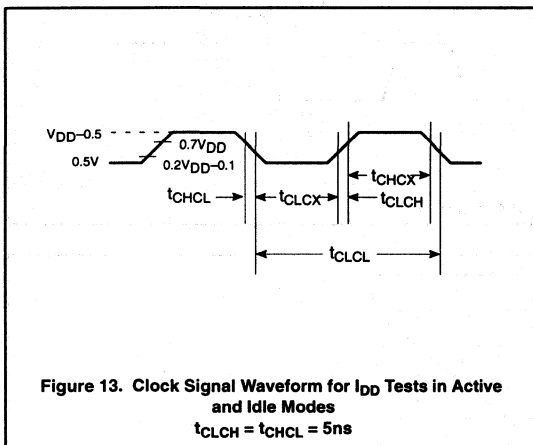 VDD–0.5
0.7VDD
0.5V
0.2VDD–0.1
tCHCX
tCHCL
tCLCX
tCLCH
tCLCL
Figure 13. Clock Signal Waveform for IDD Tests in Active
and Idle Modes
tCLCH = tCHCL = 5ns